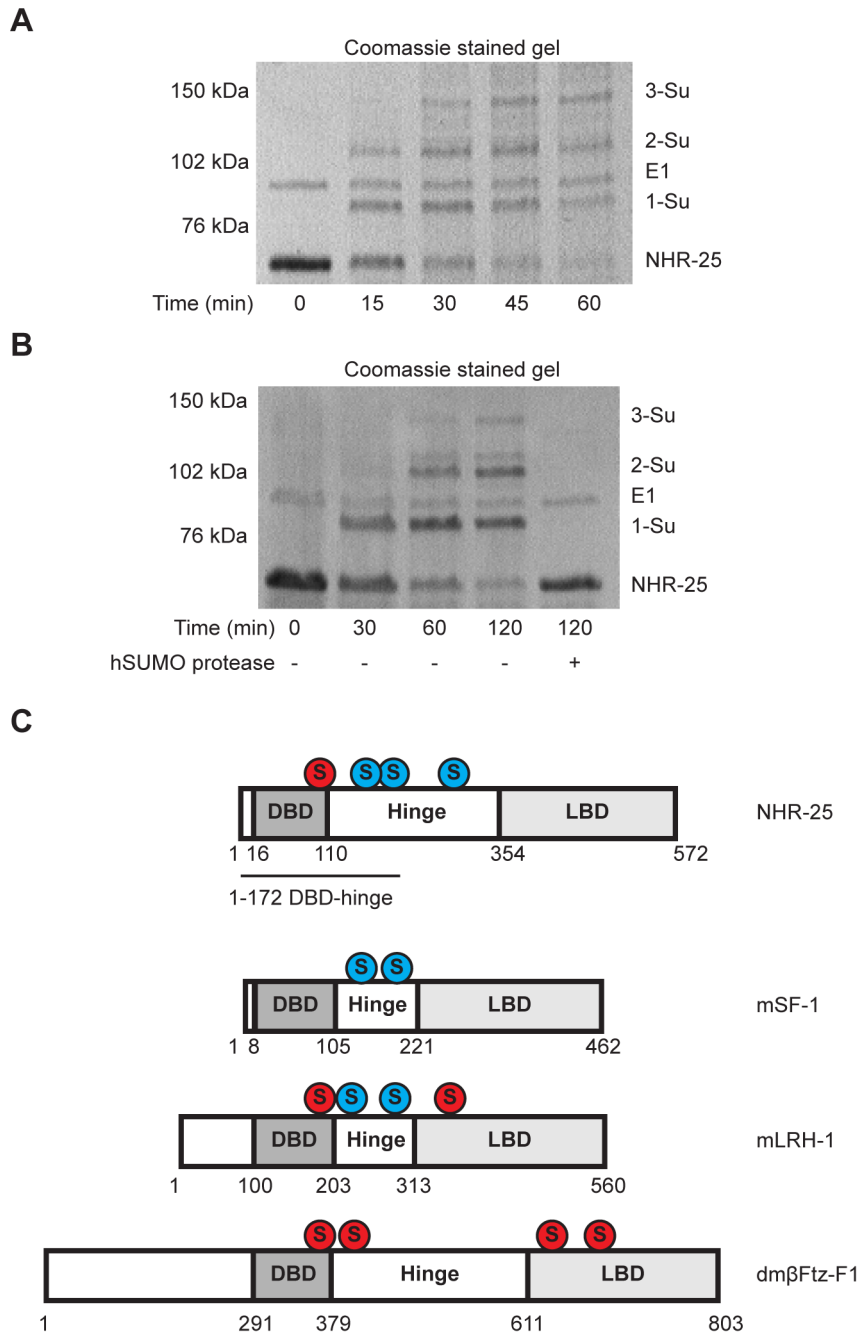 A
Coomassie stained gel
150 kDa
3-Su
2-Su
102 kDa
E1
1-Su
76 kDa
NHR-25
Time (min) 0 15 30 45 60
B
Coomassie stained gel
150 kDa
3-Su
102 kDa
2-Su
E1
76 kDa
1-Su
NHR-25
Time (min) 0 30 60 120 120
hSUMO protease - - - - +
C
S S S S
DBD Hinge LBD NHR-25
1 16 110 354 572
1-172 DBD-hinge
S S
DBD Hinge LBD mSF-1
1 8 105 221 462
S S S S
DBD Hinge LBD mLRH-1
1 100 203 313 560
S S S S
DBD Hinge LBD dmβFtz-F1
1 291 379 611 803